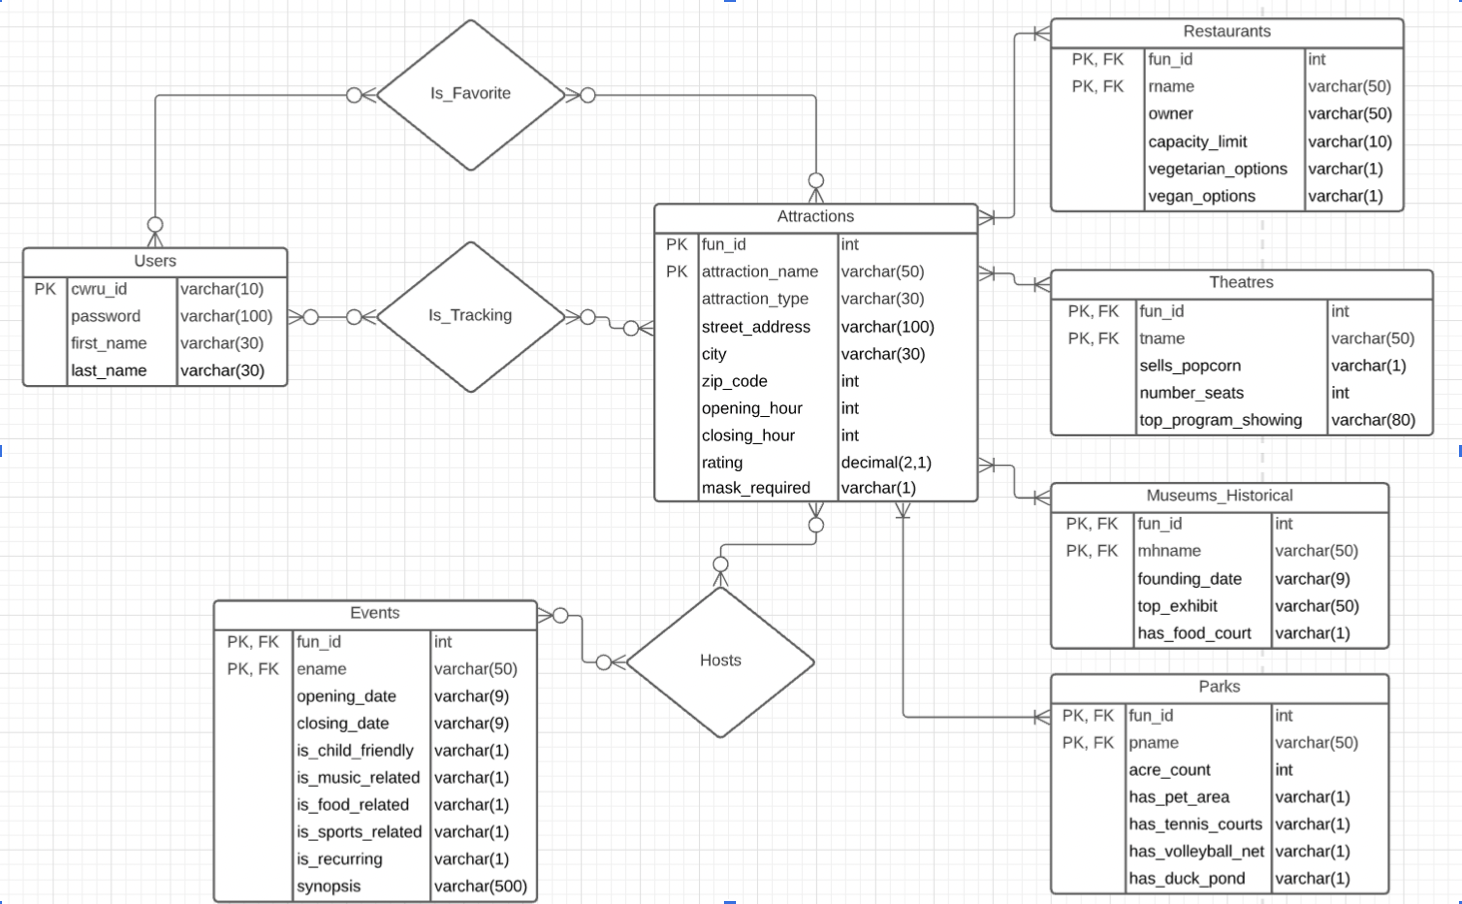 Is_Favorite
Restaurants
PK, FK fun_id int
PK, FK rname varchar(50)
owner varchar(50)
capacity_limit varchar(10)
vegetarian_options varchar(1)
vegan_options varchar(1)
Users
PK cwru_id varchar(10)
password varchar(100)
first_name varchar(30)
last_name varchar(30)
Is_Tracking
Attractions
PK fun_id int
PK attraction_name varchar(50)
attraction_type varchar(30)
street_address varchar(100)
city varchar(30)
zip_code int
opening_hour int
closing_hour int
rating decimal(2,1)
mask_required varchar(1)
Theatres
PK, FK fun_id int
PK, FK tname varchar(50)
sells_popcorn varchar(1)
number_seats int
top_program_showing varchar(80)
Museums_Historical
PK, FK fun_id int
PK, FK mhname varchar(50)
founding_date varchar(9)
top_exhibit varchar(50)
has_food_court varchar(1)
Events
PK, FK fun_id int
PK, FK ename varchar(50)
opening_date varchar(9)
closing_date varchar(9)
is_child_friendly varchar(1)
is_music_related varchar(1)
is_food_related varchar(1)
is_sports_related varchar(1)
is_recurring varchar(1)
synopsis varchar(500)
Hosts
Parks
PK, FK fun_id int
PK, FK pname varchar(50)
acre_count int
has_pet_area varchar(1)
has_tennis_courts varchar(1)
has_volleyball_net varchar(1)
has_duck_pond varchar(1)